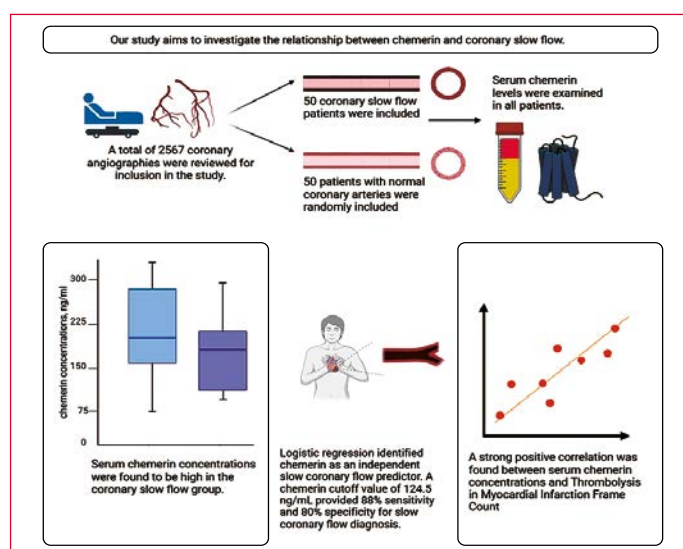 Our study aims to investigate the relationship between chemerin and coronary slow flow.
50 coronary slow flow
patients were included
Serum chemerin
levels were examined
in all patients.
A total of 2567 coronary
angiographies were reviewed for
inclusion in the study.
50 patients with normal
coronary arteries were
randomly included
chemerin concentrations, ng/ml
300
225
150
75
0
Serum chemerin concentrations
were found to be high in the
coronary slow flow group.
Logistic regression identified
chemerin as an independent
slow coronary flow predictor. A
chemerin cutoff value of 124.5
ng/mL provided 88% sensitivity
and 80% specificity for slow
coronary flow diagnosis.
A strong positive correlation was
found between serum chemerin
concentrations and Thrombolysis
in Myocardial Infarction Frame
Count